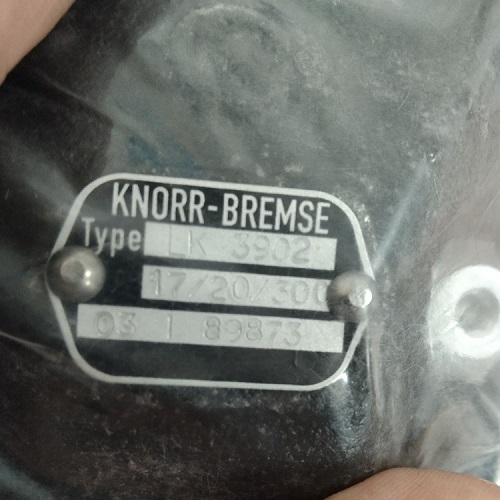 KNORR-BREMSE
Type LK 3902
17/20/300
03 1 89873